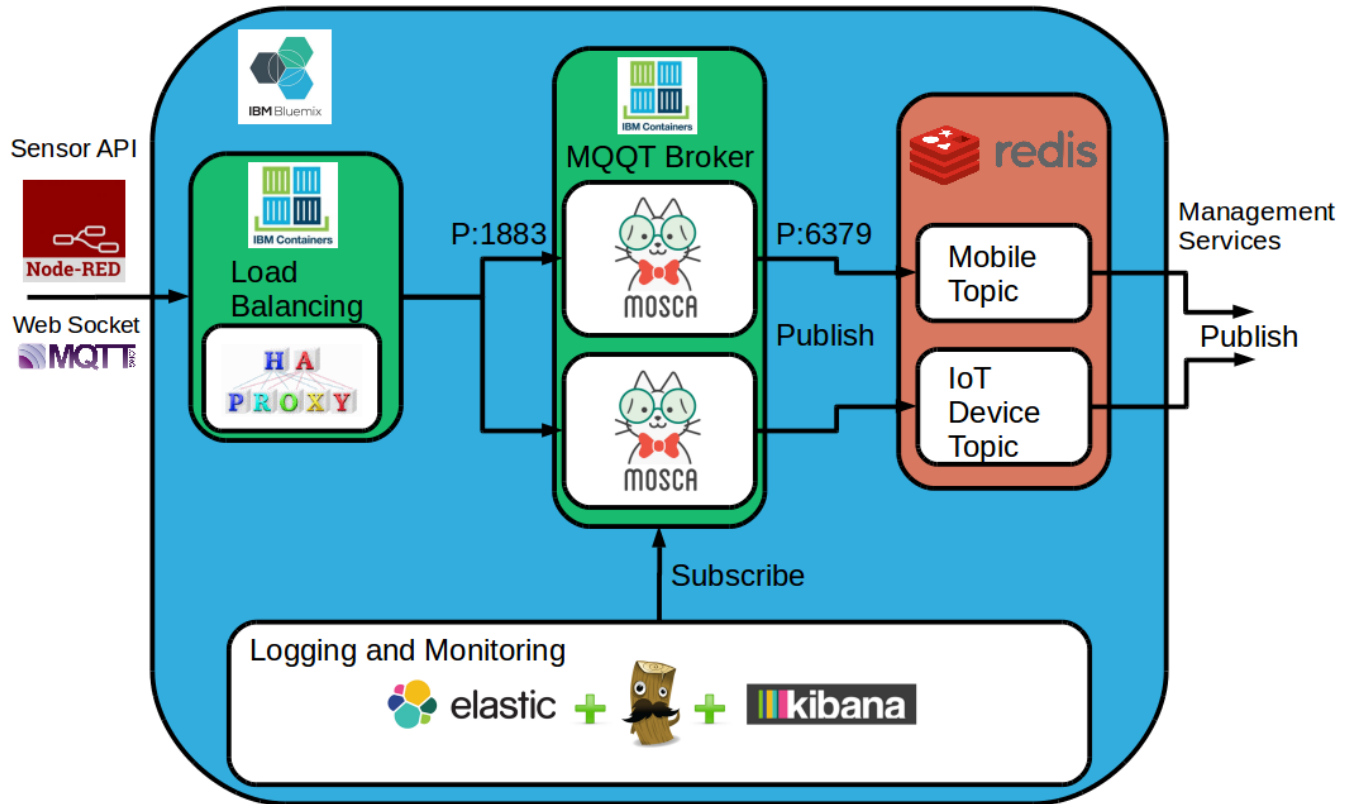 IBM Bluemix
Sensor API
Node-RED
Web Socket
MQTT
IBM Containers
Load
Balancing
HA
PROXY
P:1883
IBM Containers
MQQT Broker
MOSCA
MOSCA
P:6379
Publish
redis
Mobile
Topic
IoT
Device
Topic
Management
Services
Publish
Subscribe
Logging and Monitoring
elastic + + kibana